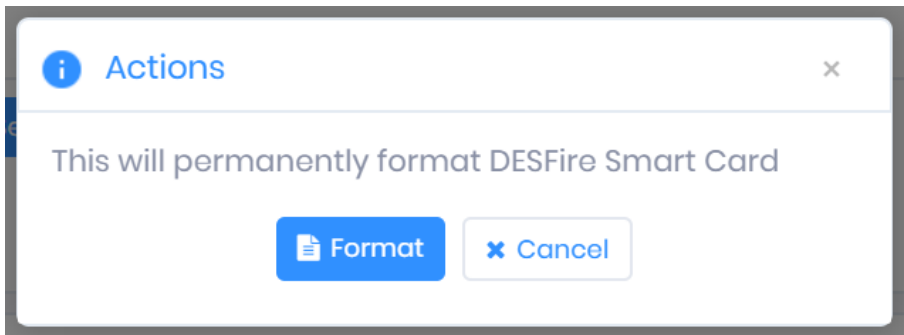 Actions
This will permanently format DESFire Smart Card
Format
Cancel